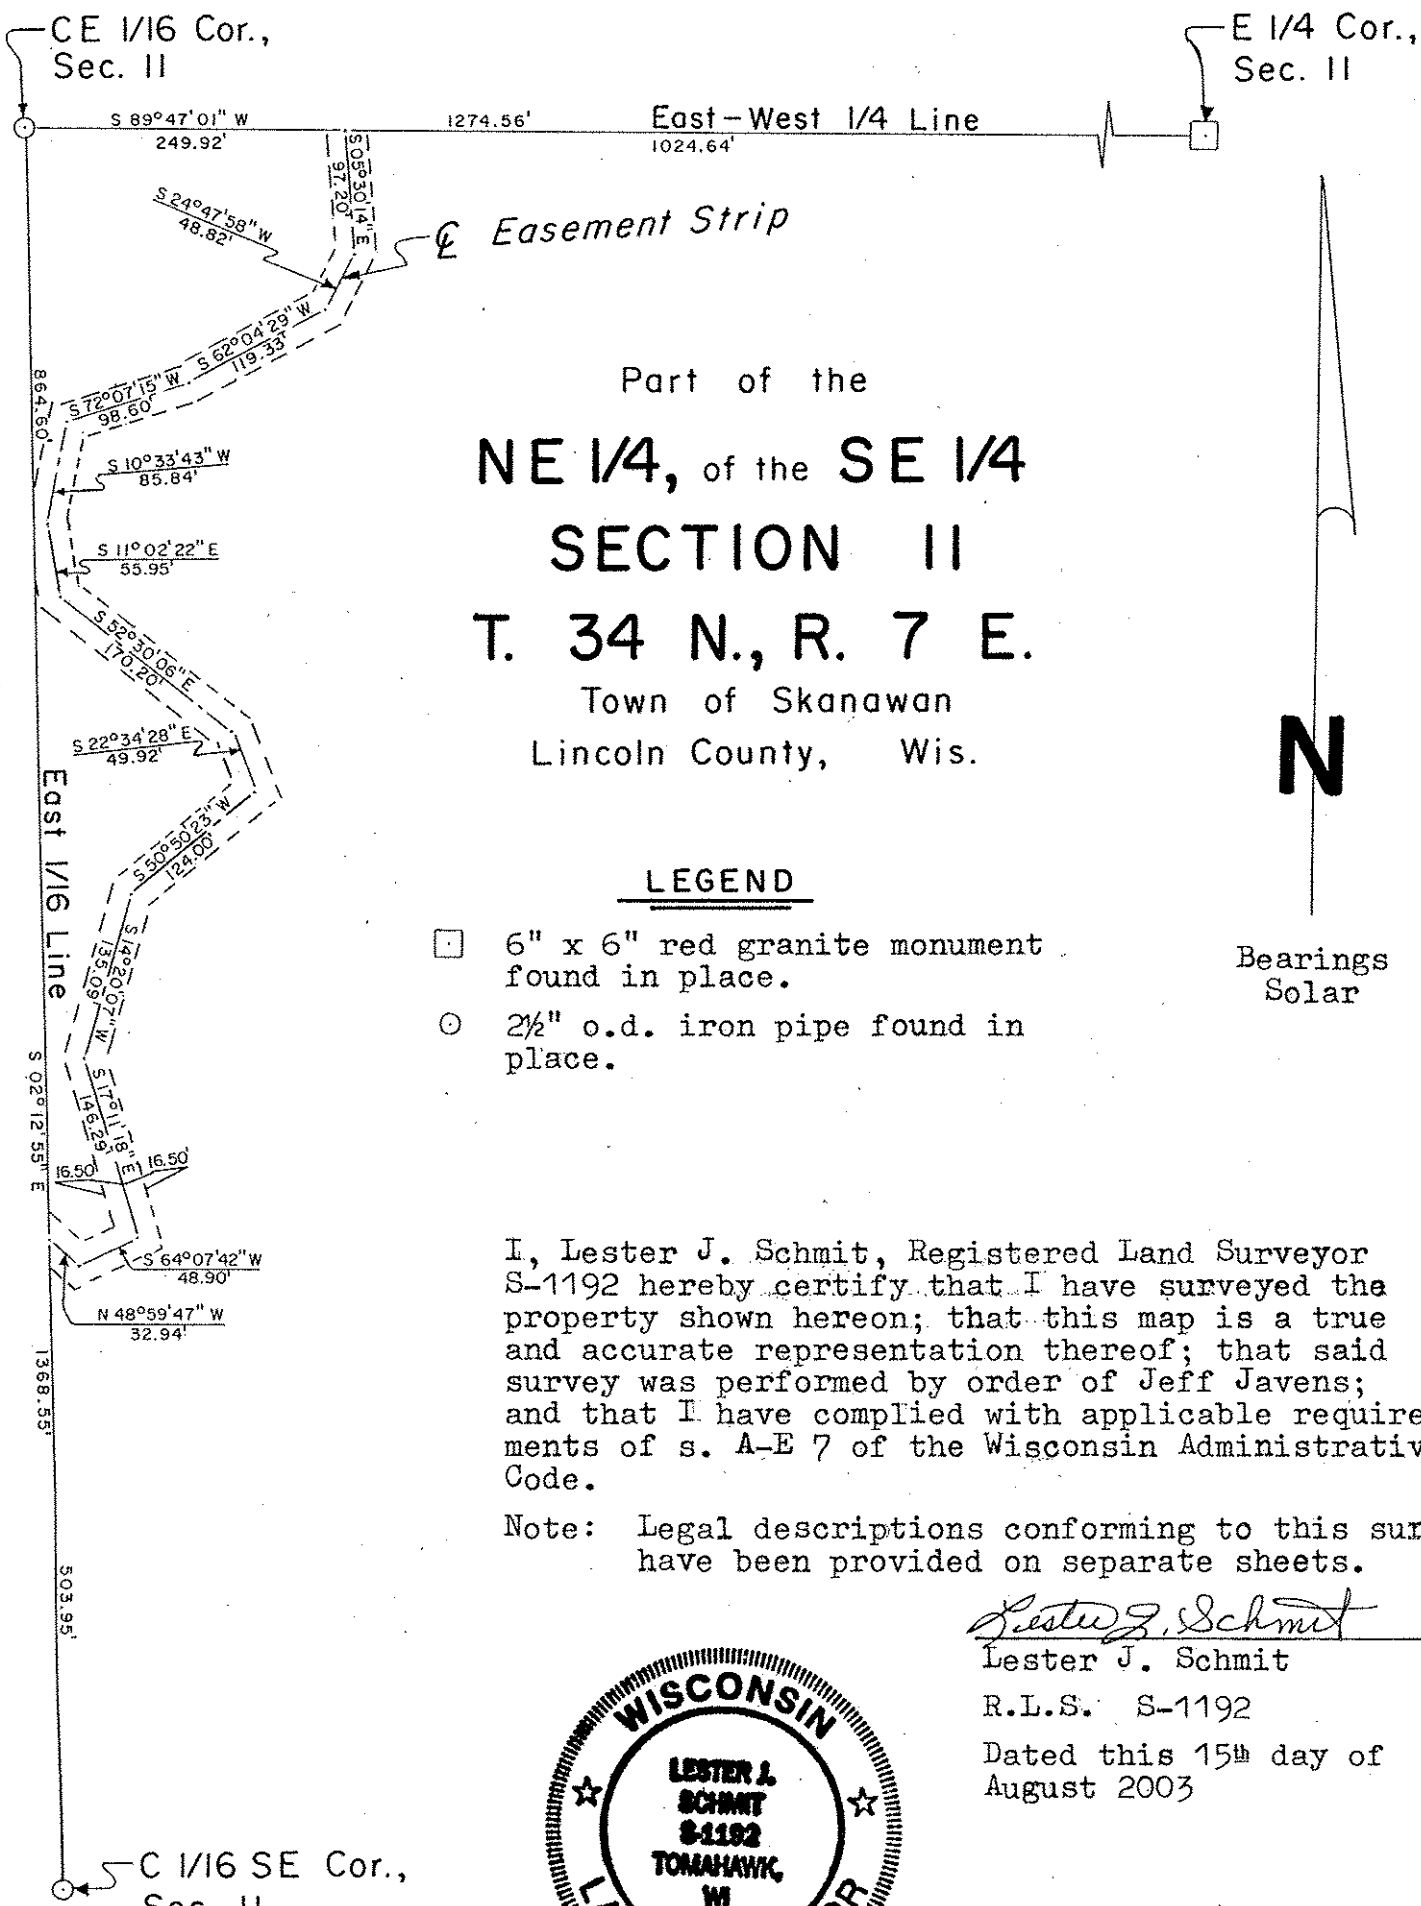 CE 1/16 Cor.,
Sec. 11
E 1/4 Cor.,
Sec. 11
S 89°47'01" W
249.92'
1274.56'
East-West 1/4 Line
1024.64'
S 05°30'14" E
97.20'
S 24°47'58" W
48.82'
℄ Easement Strip
S 62°04'29" W
119.33'
S 72°07'15" W
98.60'
864.60'
S 10°33'43" W
85.84'
S 11°02'22" E
55.95'
S 52°30'06" E
170.20'
S 22°34'28" E
49.92'
S 50°50'23" W
124.00'
East 1/16 Line
S 14°20'07" W
135.09'
S 02°12'55" E
S 17°11'18" E
146.29'
16.50'
16.50'
S 64°07'42" W
48.90'
N 48°59'47" W
32.94'
1368.55'
503.95'
C 1/16 SE Cor.,
Sec. 11
Part of the
NE 1/4, of the SE 1/4
SECTION 11
T. 34 N., R. 7 E.
Town of Skanawan
Lincoln County, Wis.
N
Bearings
Solar
LEGEND
6" x 6" red granite monument
found in place.
2½" o.d. iron pipe found in
place.
I, Lester J. Schmit, Registered Land Surveyor
S-1192 hereby certify that I have surveyed the
property shown hereon; that this map is a true
and accurate representation thereof; that said
survey was performed by order of Jeff Javens;
and that I have complied with applicable require
ments of s. A-E 7 of the Wisconsin Administrativ
Code.
Note: Legal descriptions conforming to this sur
have been provided on separate sheets.
Lester J. Schmit
Lester J. Schmit
R.L.S. S-1192
Dated this 15th day of
August 2003
WISCONSIN
LESTER J.
SCHMIT
S-1192
TOMAHAWK,
WI